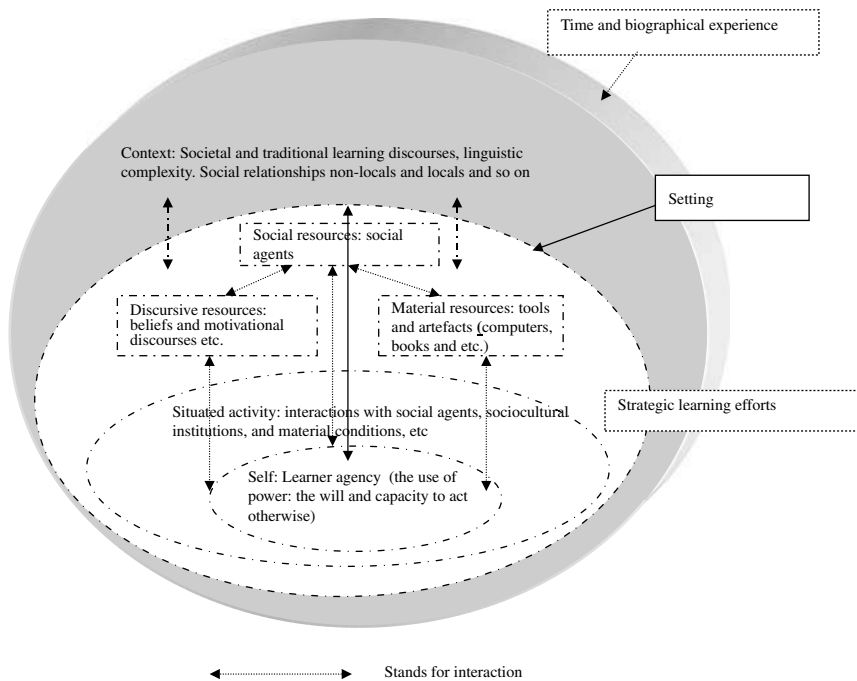 Time and biographical experience
Context: Societal and traditional learning discourses, linguistic
complexity. Social relationships non-locals and locals and so on
Setting
Social resources: social
agents
Discursive resources:
beliefs and motivational
discourses etc.
Material resources: tools
and artefacts (computers,
books and etc.)
Situated activity: interactions with social agents, sociocultural
institutions, and material conditions, etc
Strategic learning efforts
Self: Learner agency (the use of
power: the will and capacity to act
otherwise)
Stands for interaction